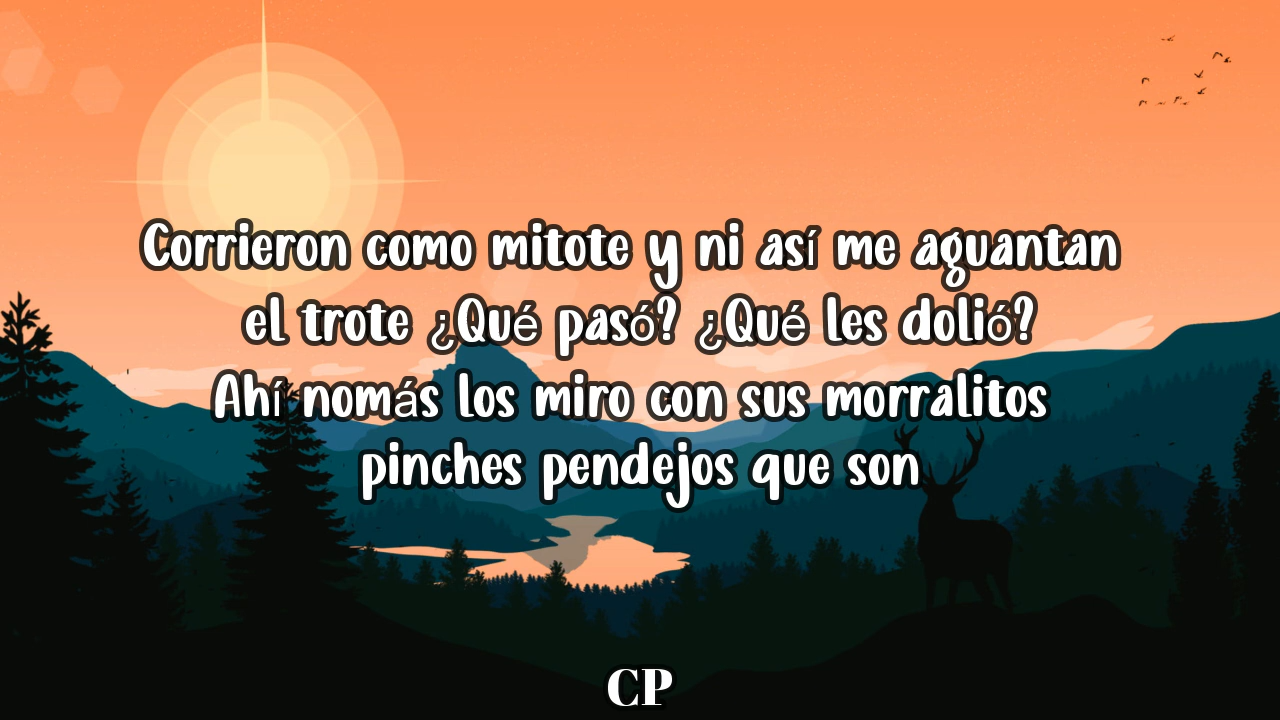 Corrieron como mitote y ni así me aguantan
el trote ¿Qué pasó? ¿Qué les dolió?
Ahí nomás los miro con sus morralitos
pinches pendejos que son
CP